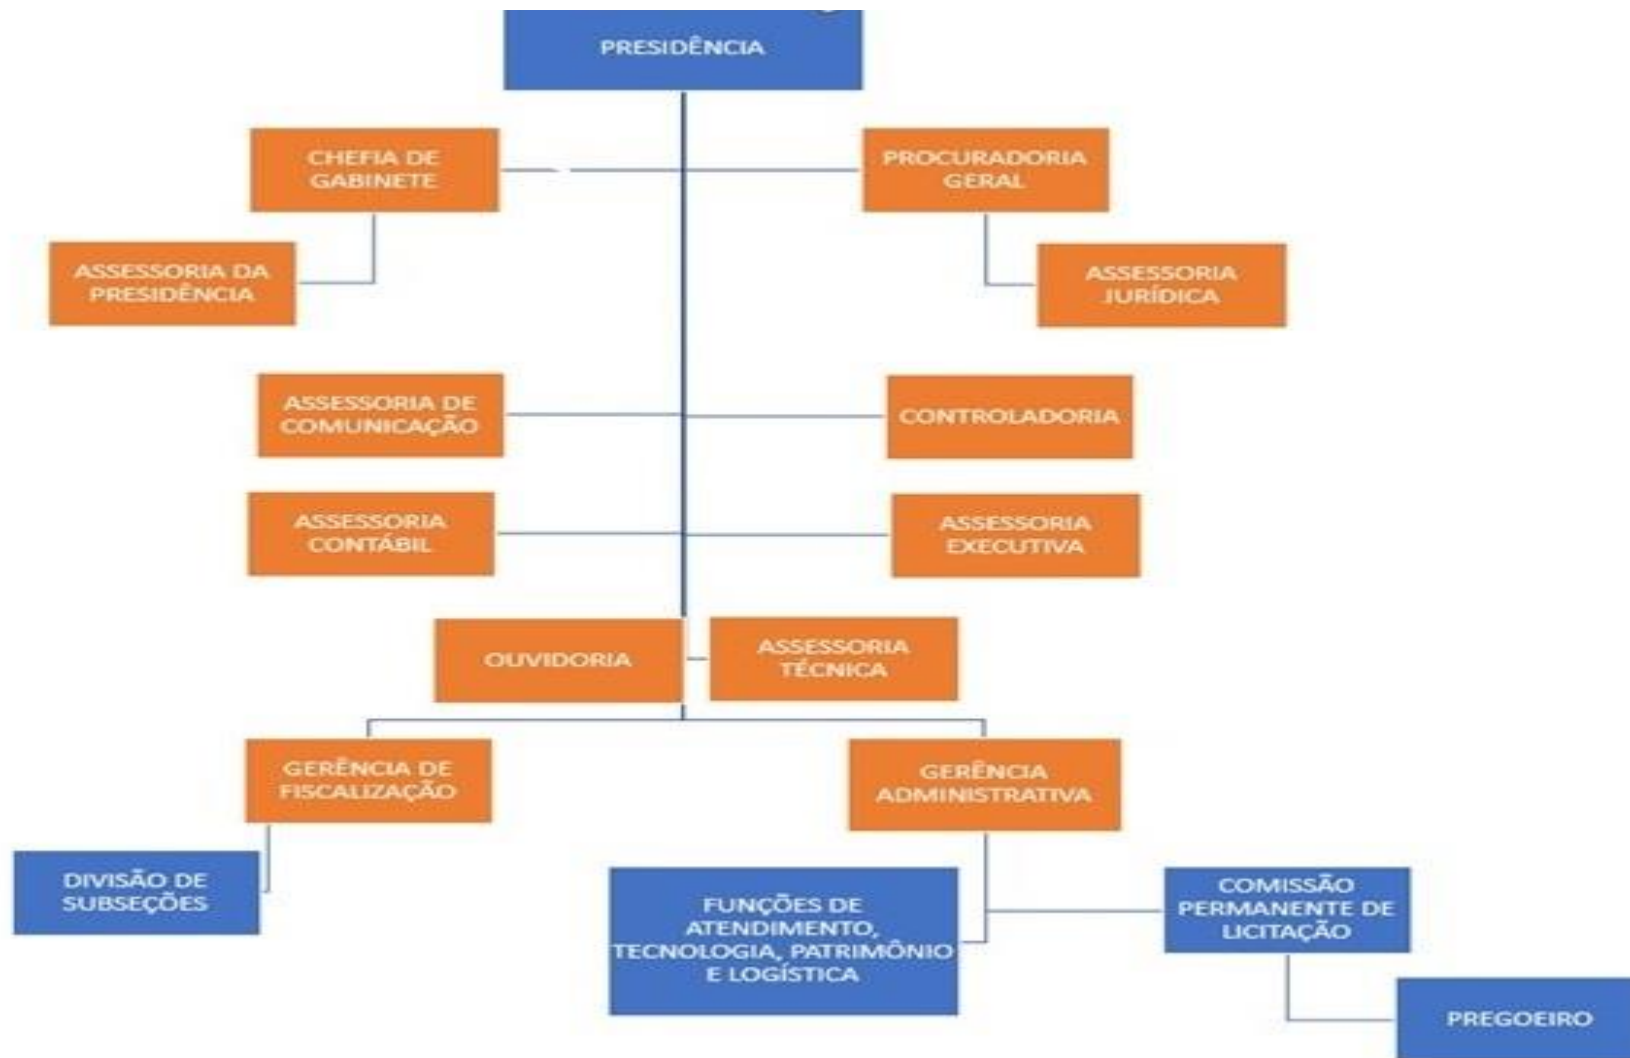 PRESIDÊNCIA
CHEFIA DE
GABINETE
PROCURADORIA
GERAL
ASSESSORIA DA
PRESIDÊNCIA
ASSESSORIA
JURÍDICA
ASSESSORIA DE
COMUNICAÇÃO
CONTROLADORIA
ASSESSORIA
CONTÁBIL
ASSESSORIA
EXECUTIVA
OUVIDORIA
ASSESSORIA
TÉCNICA
GERÊNCIA DE
FISCALIZAÇÃO
GERÊNCIA
ADMINISTRATIVA
DIVISÃO DE
SUBSEÇÕES
FUNÇÕES DE
ATENDIMENTO,
TECNOLOGIA, PATRIMÔNIO
E LOGÍSTICA
COMISSÃO
PERMANENTE DE
LICITAÇÃO
PREGOEIRO